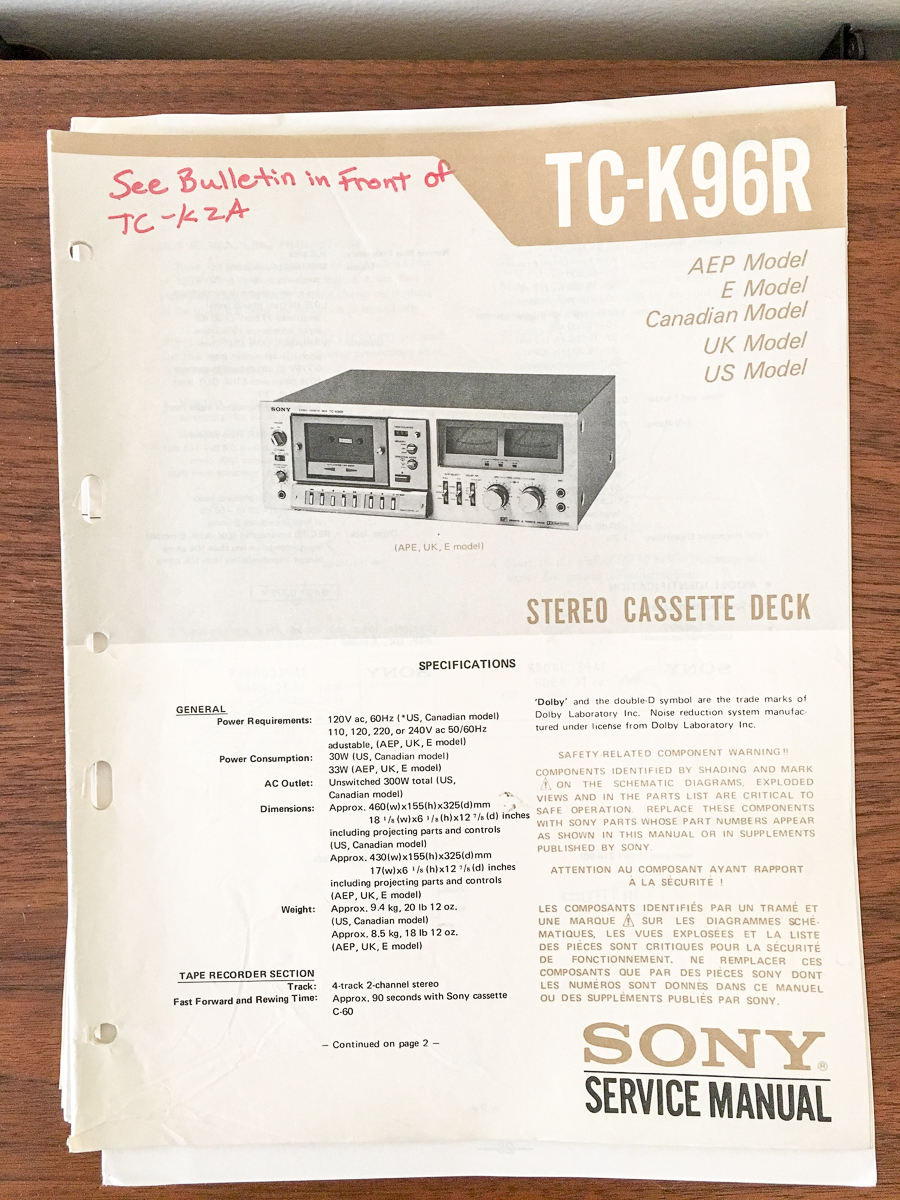 See Bulletin in Front of
TC-K2A
TC-K96R
AEP Model
E Model
Canadian Model
UK Model
US Model
SONY
(APE, UK, E model)
STEREO CASSETTE DECK
SPECIFICATIONS
GENERAL
Power Requirements: 120V ac, 60Hz (*US, Canadian model)
110, 120, 220, or 240V ac 50/60Hz
adustable, (AEP, UK, E model)
Power Consumption: 30W (US, Canadian model)
33W (AEP, UK, E model)
AC Outlet: Unswitched 300W total (US,
Canadian model)
Dimensions: Approx. 460(w)x155(h)x325(d)mm
18 1/8 (w)x6 1/8 (h)x12 7/8 (d) inches
including projecting parts and controls
(US, Canadian model)
Approx. 430(w)x155(h)x325(d)mm
17(w)x6 1/8 (h)x12 7/8 (d) inches
including projecting parts and controls
(AEP, UK, E model)
Weight: Approx. 9.4 kg, 20 lb 12 oz.
(US, Canadian model)
Approx. 8.5 kg, 18 lb 12 oz.
(AEP, UK, E model)
TAPE RECORDER SECTION
Track: 4-track 2-channel stereo
Fast Forward and Rewing Time: Approx. 90 seconds with Sony cassette
C-60
– Continued on page 2 –
'Dolby' and the double-D symbol are the trade marks of
Dolby Laboratory Inc. Noise reduction system manufac-
tured under license from Dolby Laboratory Inc.
SAFETY-RELATED COMPONENT WARNING!!
COMPONENTS IDENTIFIED BY SHADING AND MARK
⚠ ON THE SCHEMATIC DIAGRAMS, EXPLODED
VIEWS AND IN THE PARTS LIST ARE CRITICAL TO
SAFE OPERATION. REPLACE THESE COMPONENTS
WITH SONY PARTS WHOSE PART NUMBERS APPEAR
AS SHOWN IN THIS MANUAL OR IN SUPPLEMENTS
PUBLISHED BY SONY.
ATTENTION AU COMPOSANT AYANT RAPPORT
À LA SÉCURITÉ !
LES COMPOSANTS IDENTIFIÉS PAR UN TRAMÉ ET
UNE MARQUE ⚠ SUR LES DIAGRAMMES SCHÉ-
MATIQUES, LES VUES EXPLOSÉES ET LA LISTE
DES PIÈCES SONT CRITIQUES POUR LA SÉCURITÉ
DE FONCTIONNEMENT. NE REMPLACER CES
COMPOSANTS QUE PAR DES PIÈCES SONY DONT
LES NUMÉROS SONT DONNÉS DANS CE MANUEL
OU DES SUPPLÉMENTS PUBLIÉS PAR SONY.
SONY®
SERVICE MANUAL